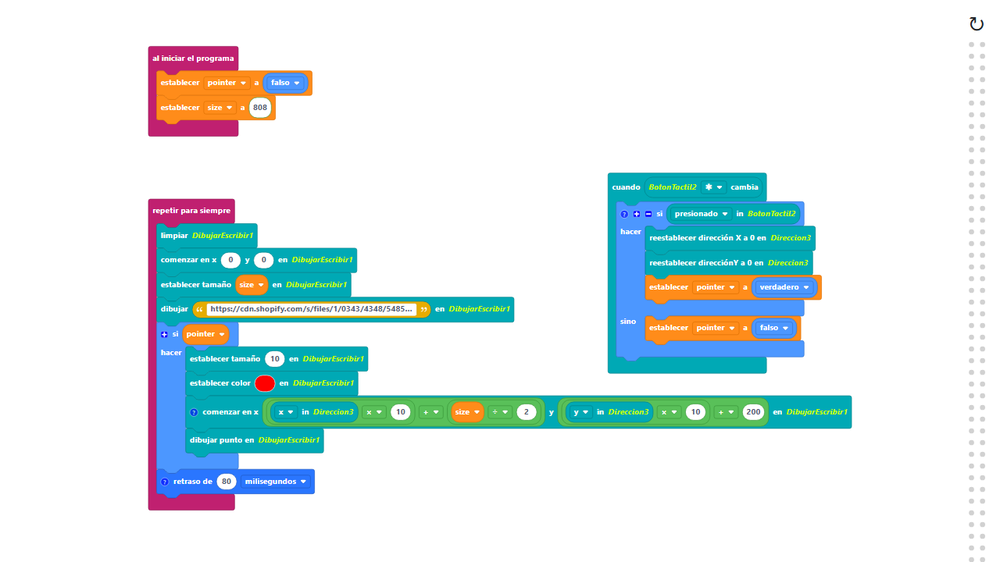 al iniciar el programa
establecer pointer a falso
establecer size a 808
repetir para siempre
limpiar DibujarEscribir1
comenzar en x 0 y 0 en DibujarEscribir1
establecer tamaño size en DibujarEscribir1
dibujar “ https://cdn.shopify.com/s/files/1/0343/4348/5485... ” en DibujarEscribir1
si pointer
hacer
establecer tamaño 10 en DibujarEscribir1
establecer color en DibujarEscribir1
? comenzar en x x in Direccion3 × 10 + size ÷ 2 y y in Direccion3 × 10 + 200 en DibujarEscribir1
dibujar punto en DibujarEscribir1
? retraso de 80 milisegundos
cuando BotonTactil2 ✱ cambia
? + − si presionado in BotonTactil2
hacer
reestablecer dirección X a 0 en Direccion3
reestablecer direcciónY a 0 en Direccion3
establecer pointer a verdadero
sino
establecer pointer a falso